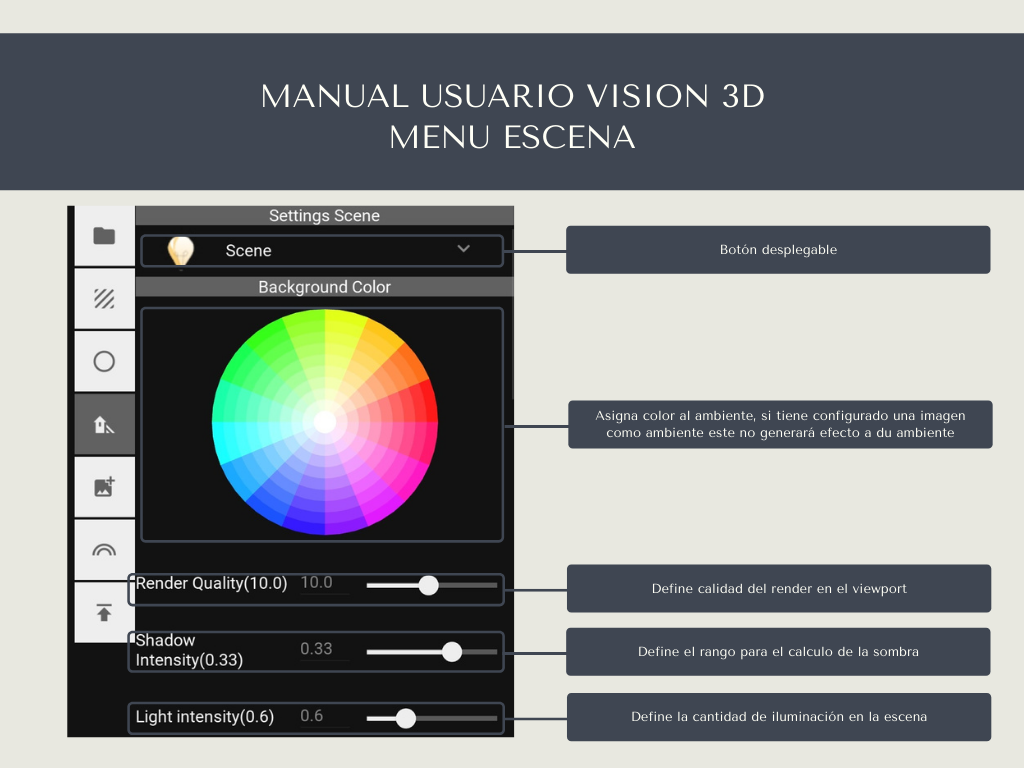 MANUAL USUARIO VISION 3D
MENU ESCENA
Settings Scene
Scene
Botón desplegable
Background Color
Asigna color al ambiente, si tiene configurado una imagen
como ambiente este no generará efecto a du ambiente
Render Quality(10.0) 10.0
Define calidad del render en el viewport
Shadow
Intensity(0.33) 0.33
Define el rango para el calculo de la sombra
Light intensity(0.6) 0.6
Define la cantidad de iluminación en la escena